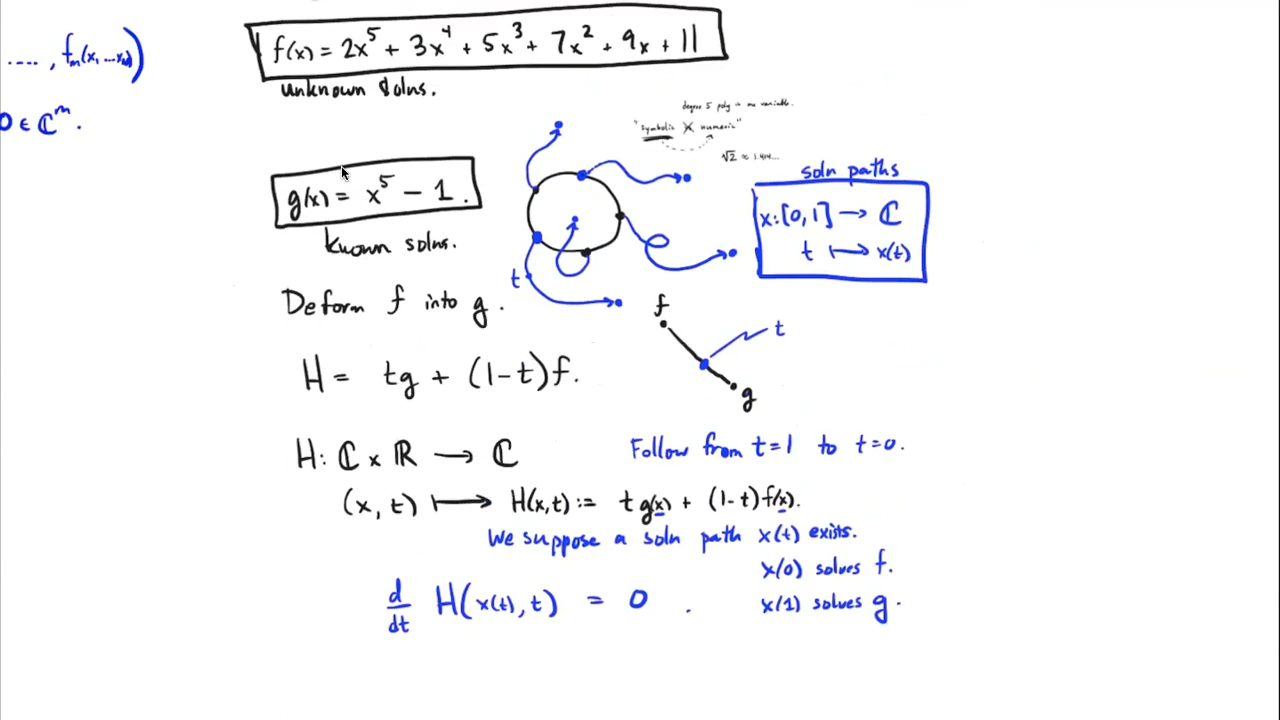 ...., fₘ(x₁...xₙ))
0 ∈ ℂᵐ.
f(x) = 2x⁵ + 3x⁴ + 5x³ + 7x² + 9x + 11
unknown solns.
degree 5 poly in one variable.
"symbolic × numeric"
√2 ≈ 1.414...
g(x) = x⁵ − 1.
known solns.
soln paths
x: [0,1] → ℂ
t ↦ x(t)
t
Deform f into g.
f
t
g
H = tg + (1-t)f.
H: ℂ × ℝ → ℂ
Follow from t=1 to t=0.
(x, t) ↦ H(x,t) := t g(x) + (1-t)f(x).
We suppose a soln path x(t) exists.
x(0) solves f.
d/dt H(x(t), t) = 0 .
x(1) solves g.